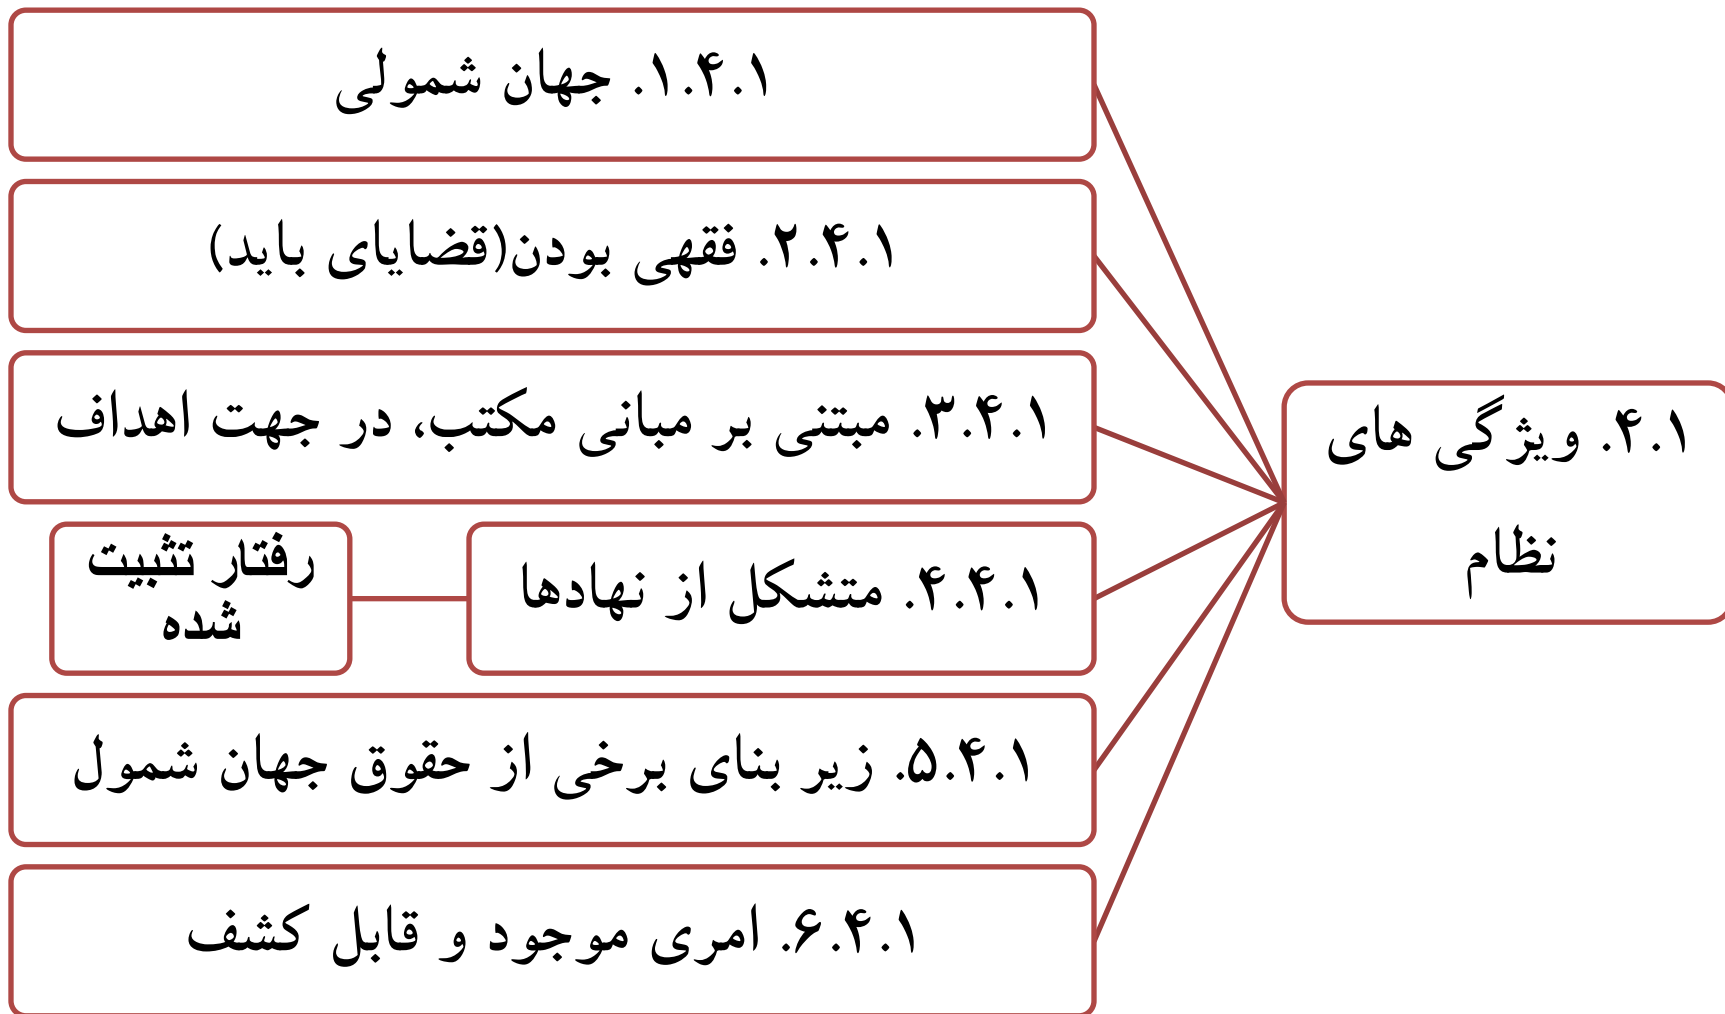 ۱.۴. ویژگی های
نظام
۱.۴.۱. جهان شمولی
۱.۴.۲. فقهی بودن(قضایای باید)
۱.۴.۳. مبتنی بر مبانی مکتب، در جهت اهداف
۱.۴.۴. متشکل از نهادها
رفتار تثبیت
شده
۱.۴.۵. زیر بنای برخی از حقوق جهان شمول
۱.۴.۶. امری موجود و قابل کشف